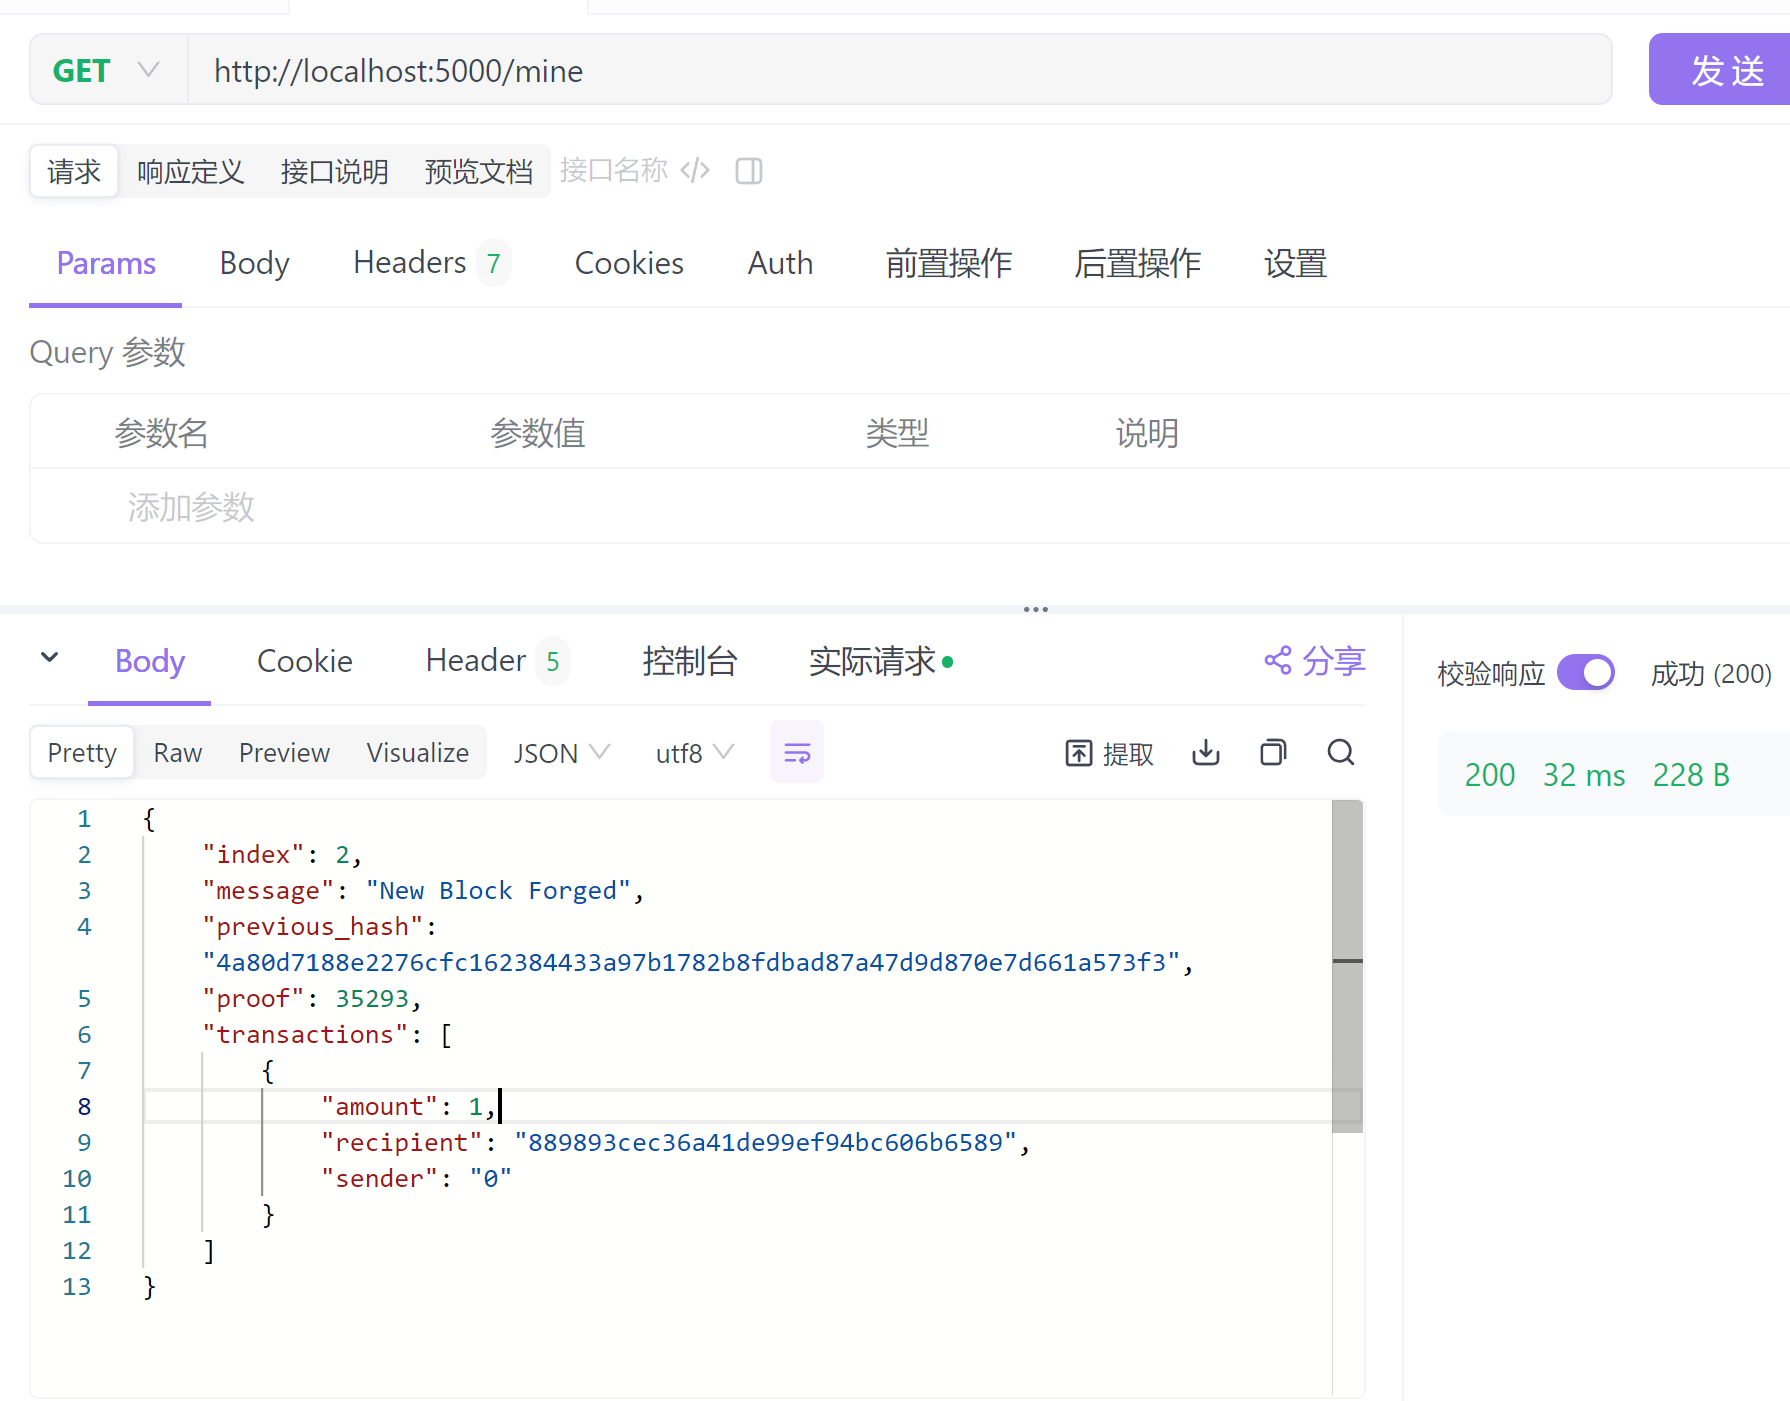 GET http://localhost:5000/mine 发送
请求 响应定义 接口说明 预览文档 接口名称
Params Body Headers 7 Cookies Auth 前置操作 后置操作 设置
Query 参数
参数名 参数值 类型 说明
添加参数
Body Cookie Header 5 控制台 实际请求 分享 校验响应 成功 (200)
Pretty Raw Preview Visualize JSON utf8 提取
200 32 ms 228 B
1 {
2 "index": 2,
3 "message": "New Block Forged",
4 "previous_hash":
"4a80d7188e2276cfc162384433a97b1782b8fdbad87a47d9d870e7d661a573f3",
5 "proof": 35293,
6 "transactions": [
7 {
8 "amount": 1,
9 "recipient": "889893cec36a41de99ef94bc606b6589",
10 "sender": "0"
11 }
12 ]
13 }